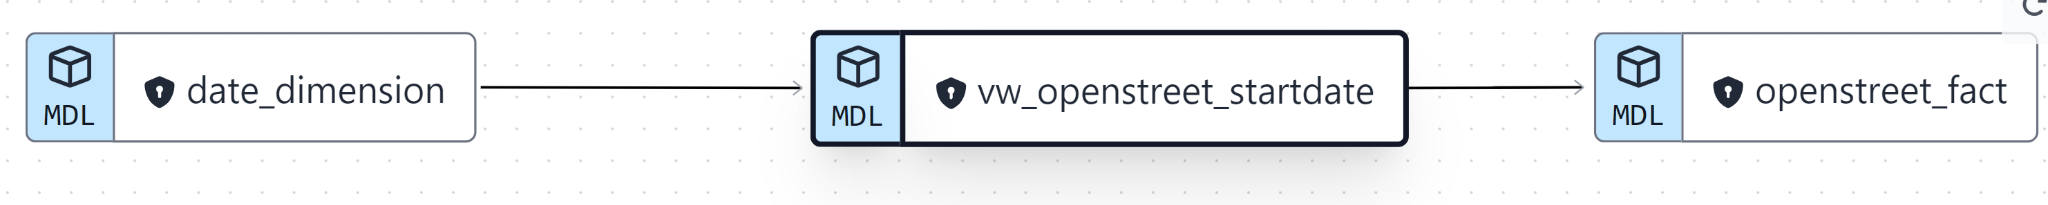 MDL
date_dimension
MDL
vw_openstreet_startdate
MDL
openstreet_fact